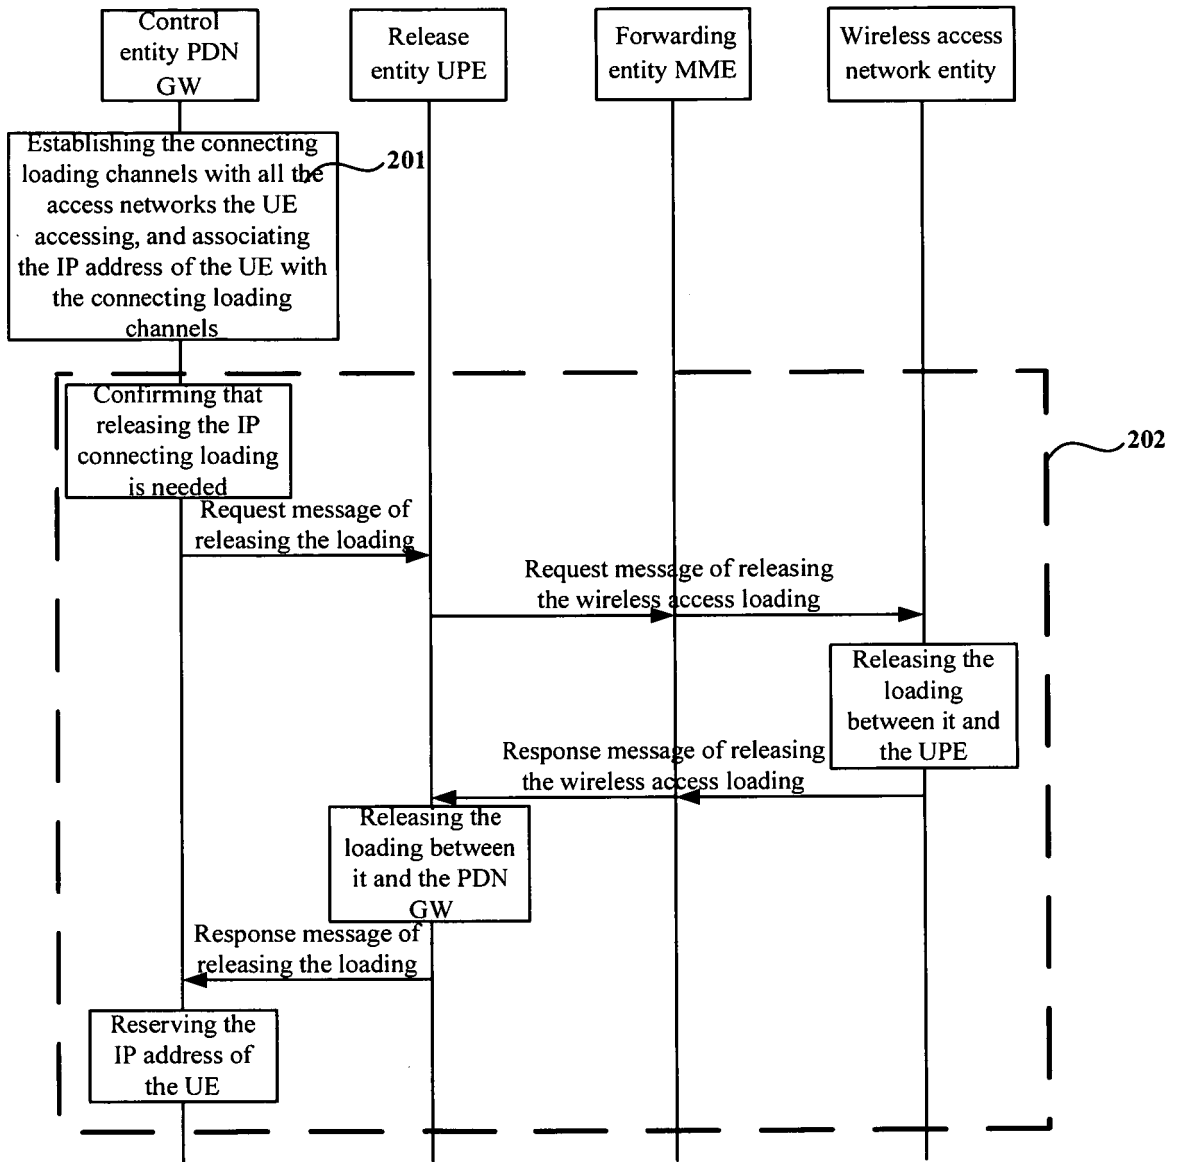 Control
entity PDN
GW
Release
entity UPE
Forwarding
entity MME
Wireless access
network entity
Establishing the connecting
loading channels with all the
access networks the UE
accessing, and associating
the IP address of the UE with
the connecting loading
channels
201
Confirming that
releasing the IP
connecting loading
is needed
202
Request message of
releasing the loading
Request message of releasing
the wireless access loading
Releasing the
loading
between it and
the UPE
Response message of releasing
the wireless access loading
Releasing the
loading between
it and the PDN
GW
Response message of
releasing the loading
Reserving the
IP address of
the UE